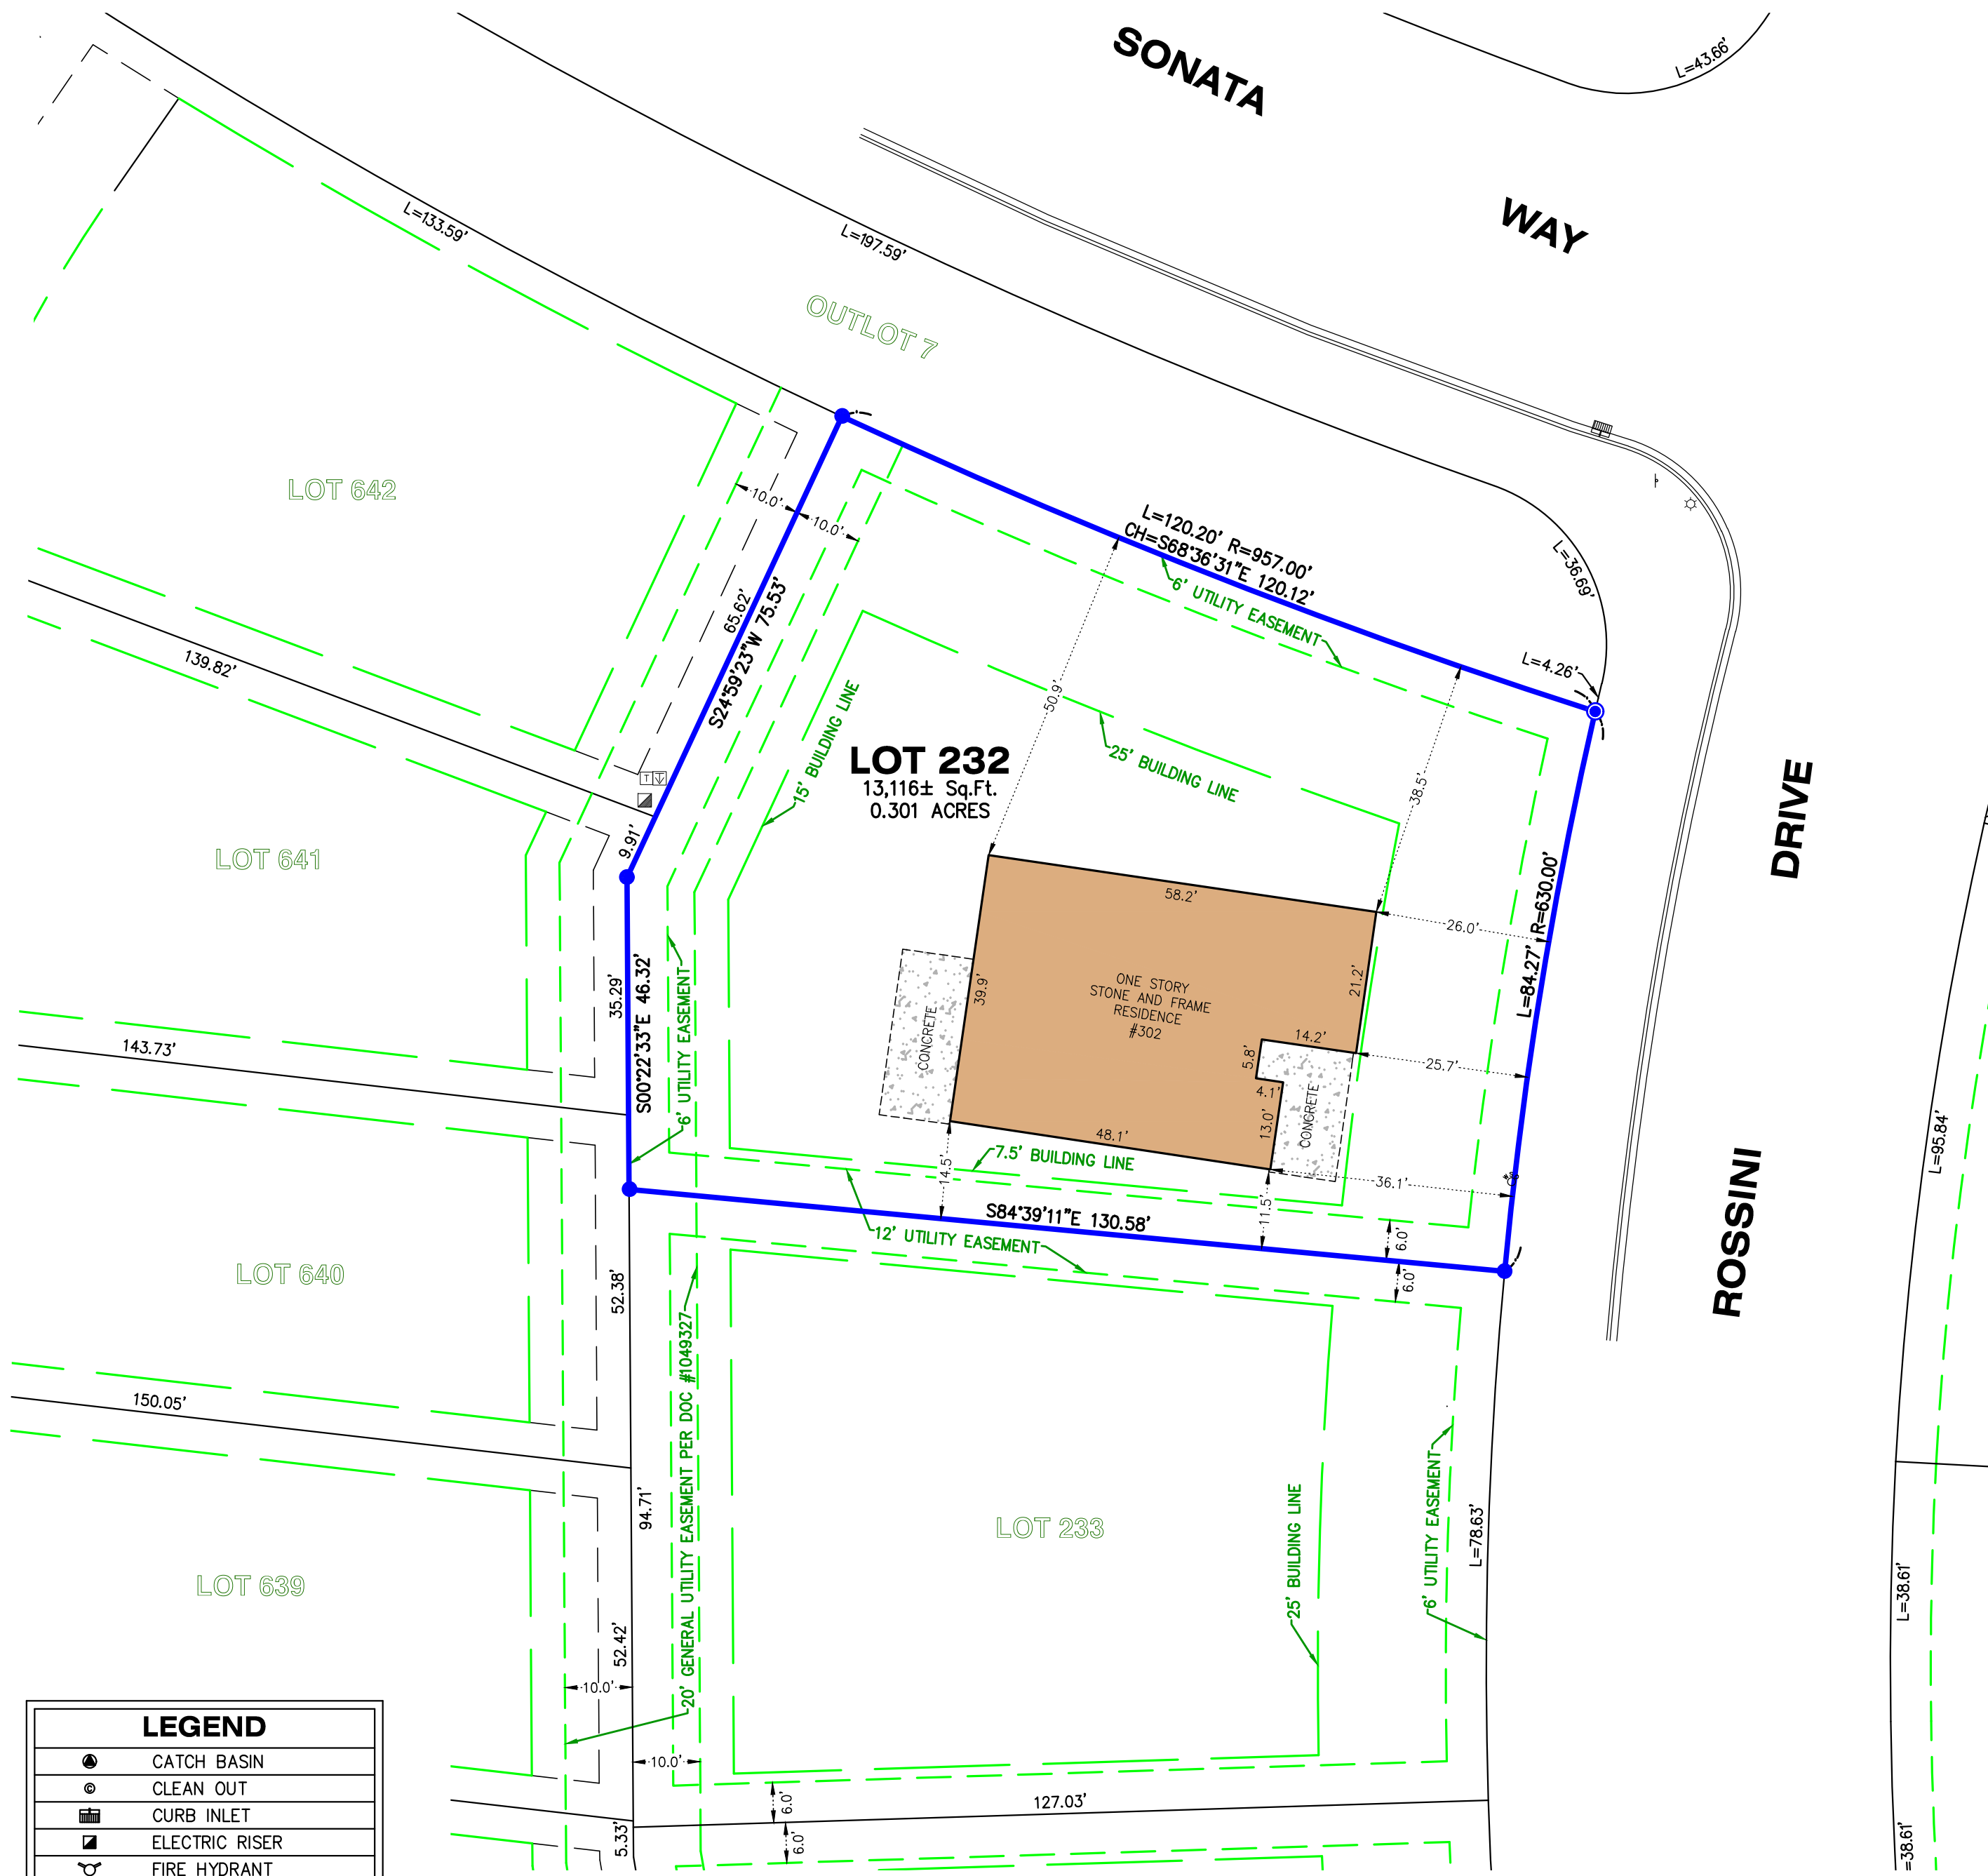 SONATA
WAY
L=43.66'
L=133.59'
L=197.59'
OUTLOT 7
LOT 642
10.0'
10.0'
L=120.20' R=957.00'
CH=S68°36'31"E 120.12'
6' UTILITY EASEMENT
L=36.69'
L=4.26'
65.62'
S24°59'23"W 75.53'
139.82'
15' BUILDING LINE
50.9'
25' BUILDING LINE
38.5'
LOT 232
13,116± Sq.Ft.
0.301 ACRES
T
DRIVE
LOT 641
9.91'
58.2'
26.0'
L=84.27' R=630.00'
35.29'
S00°22'33"E 46.32'
6' UTILITY EASEMENT
CONCRETE
39.9'
ONE STORY
STONE AND FRAME
RESIDENCE
#302
21.2'
14.2'
5.8'
4.1'
13.0'
CONCRETE
25.7'
143.73'
48.1'
7.5' BUILDING LINE
14.5'
36.1'
11.5'
S84°39'11"E 130.58'
12' UTILITY EASEMENT
6.0'
6.0'
L=95.84'
ROSSINI
LOT 640
52.38'
20' GENERAL UTILITY EASEMENT PER DOC #1049327
150.05'
94.71'
LOT 233
25' BUILDING LINE
6' UTILITY EASEMENT
L=78.63'
L=38.61'
LOT 639
52.42'
10.0'
10.0'
6.0'
6.0'
127.03'
5.33'
=38.61'
LEGEND
CATCH BASIN
C CLEAN OUT
CURB INLET
ELECTRIC RISER
FIRE HYDRANT